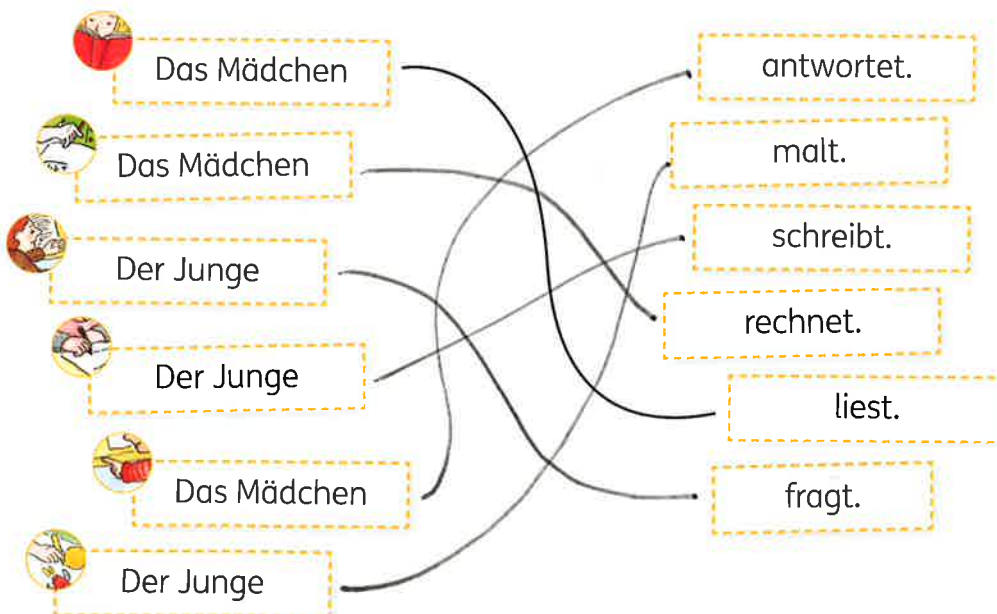 Das Mädchen
Das Mädchen
Der Junge
Der Junge
Das Mädchen
Der Junge
antwortet.
malt.
schreibt.
rechnet.
liest.
fragt.